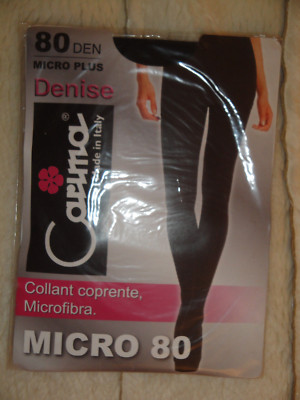 80 DEN
MICRO PLUS
Denise
Carima®
Made in Italy
Collant coprente,
Microfibra.
MICRO 80